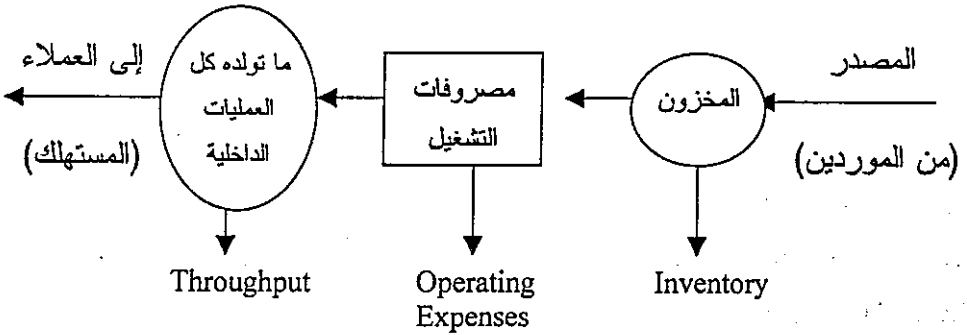 المصدر
(من الموردين)
المخزون
مصروفات
التشغيل
ما تولده كل
العمليات
الداخلية
إلى العملاء
(المستهلك)
Inventory
Operating
Expenses
Throughput